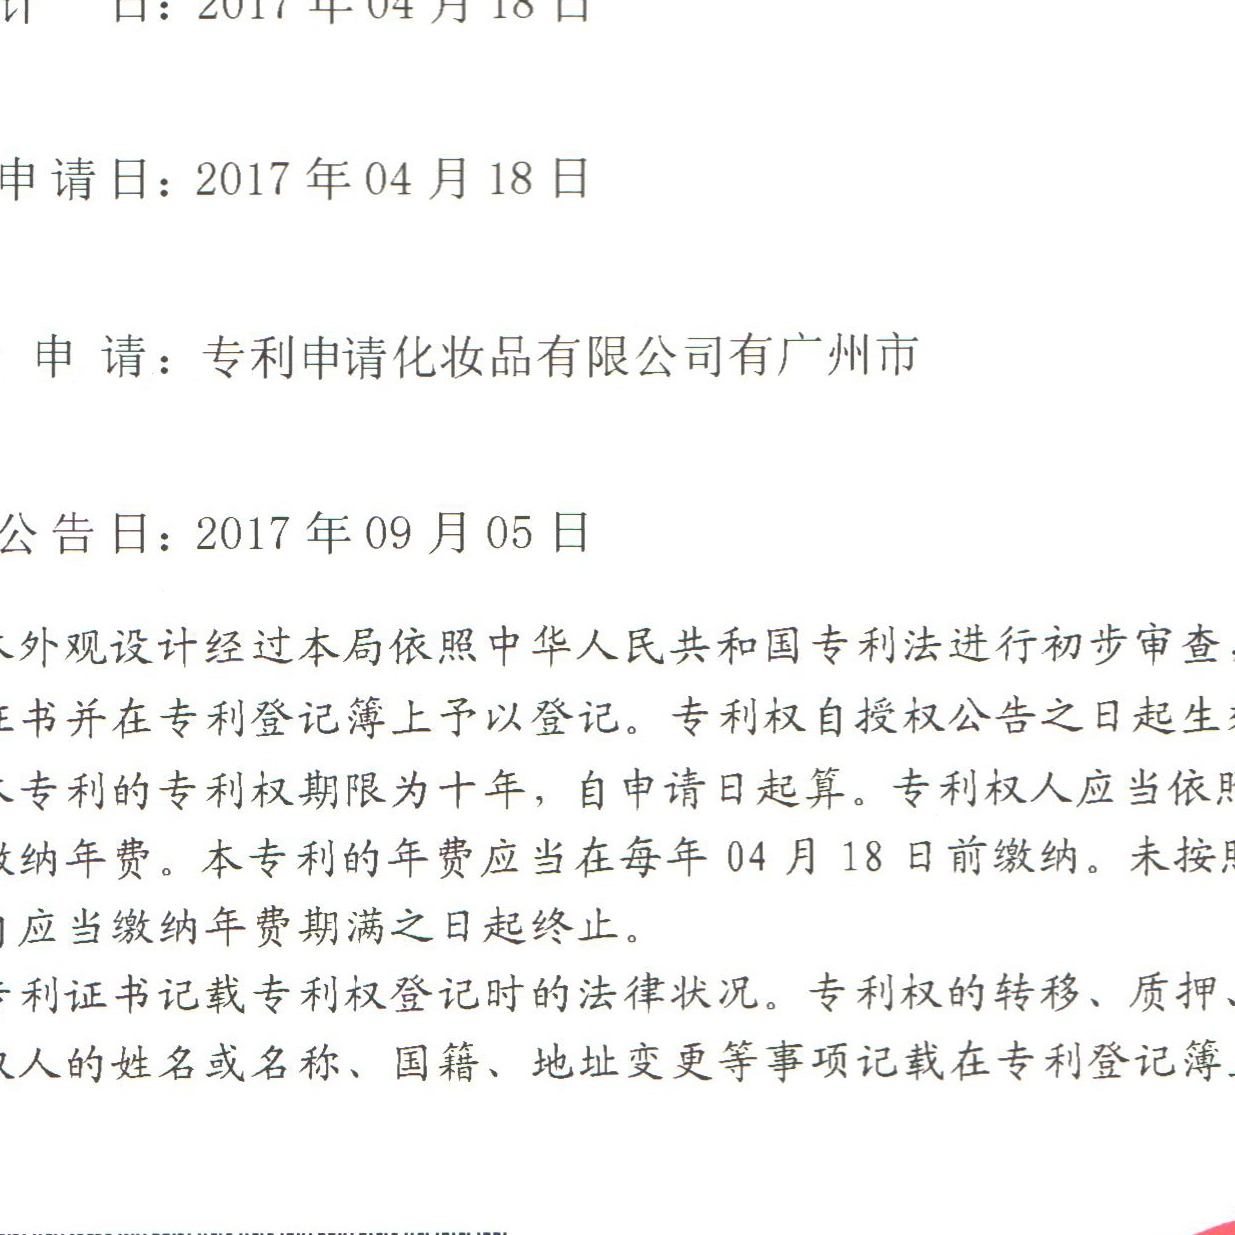 日：2017 年 04 月 18 日
申请日：2017 年 04 月 18 日
申 请：专利申请化妆品有限公司有广州市
公告日：2017 年 09 月 05 日
外观设计经过本局依照中华人民共和国专利法进行初步审查，
证书并在专利登记簿上予以登记。专利权自授权公告之日起生效
本专利的专利权期限为十年，自申请日起算。专利权人应当依照
缴纳年费。本专利的年费应当在每年 04 月 18 日前缴纳。未按照
应当缴纳年费期满之日起终止。
专利证书记载专利权登记时的法律状况。专利权的转移、质押、
权人的姓名或名称、国籍、地址变更等事项记载在专利登记簿上